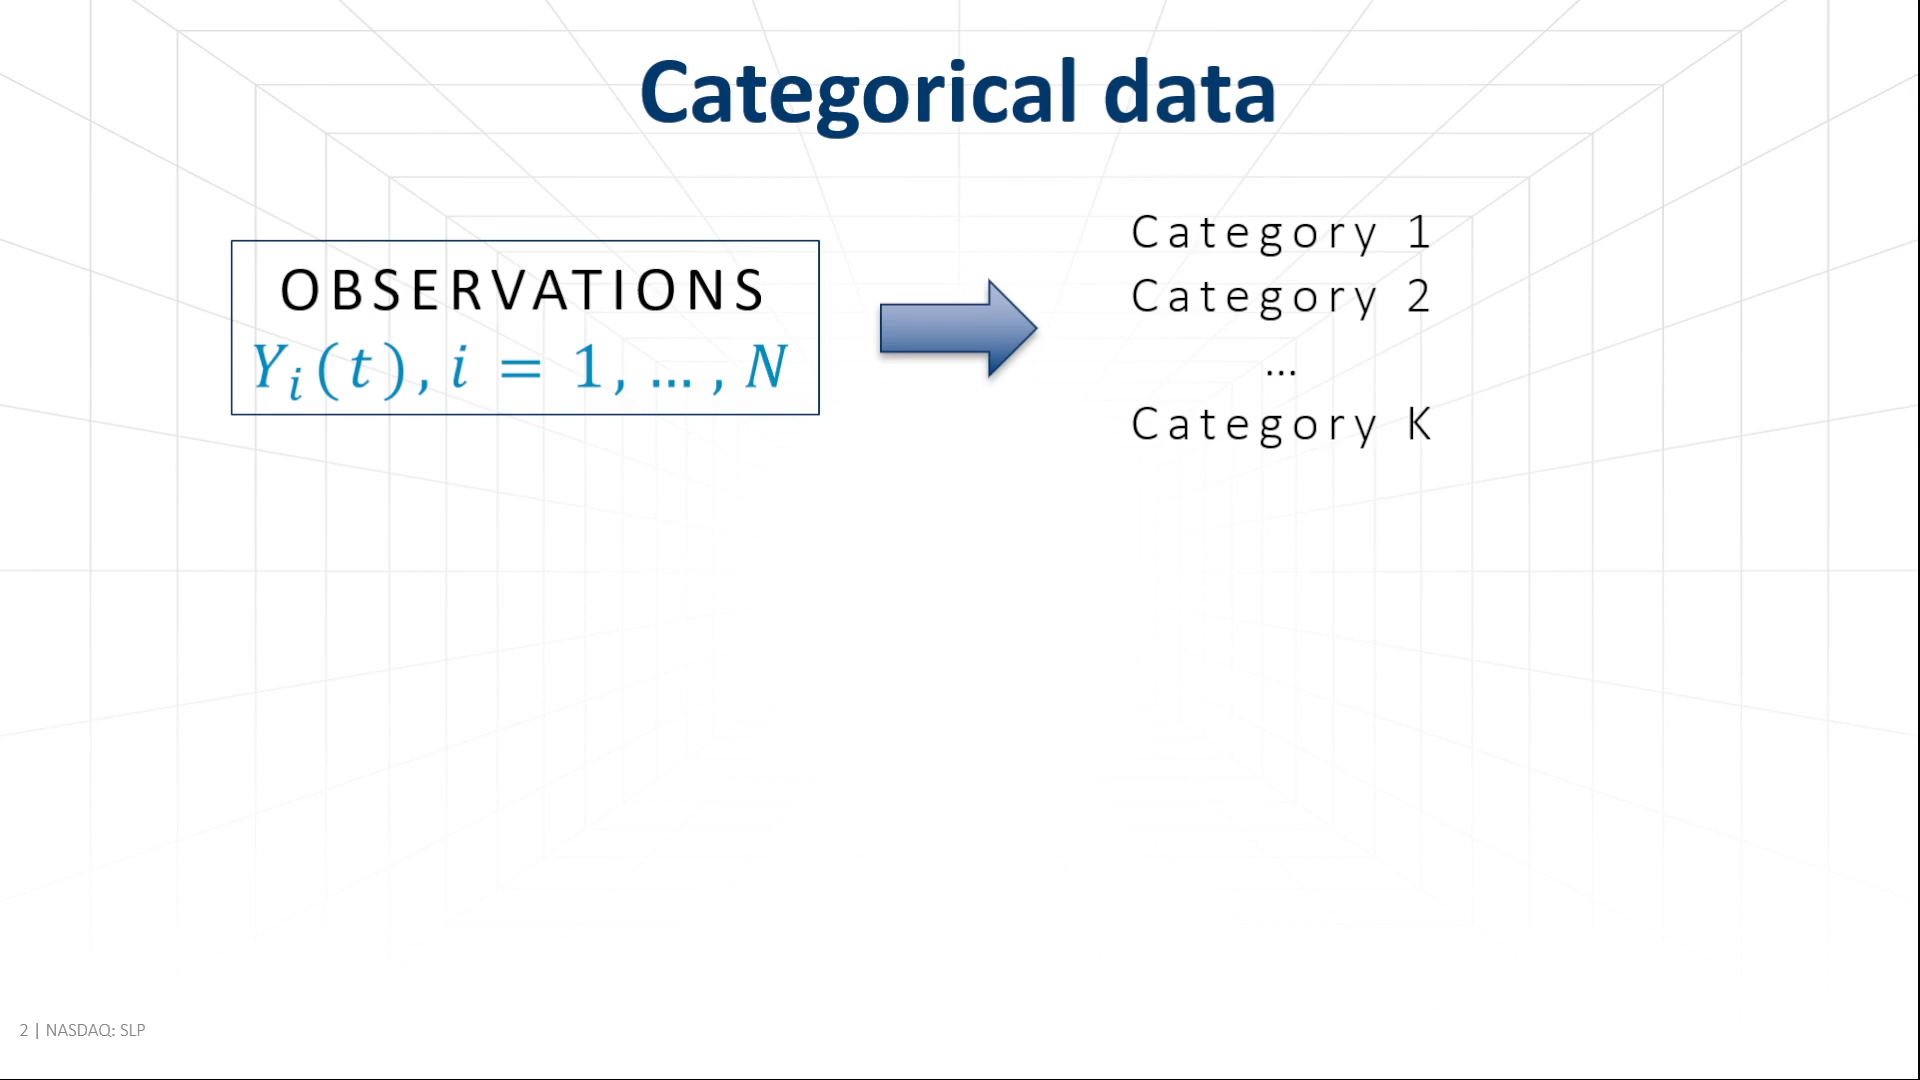 Categorical data
OBSERVATIONS
Yᵢ(t), i = 1, … , N
Category 1
Category 2
…
Category K
2 | NASDAQ: SLP